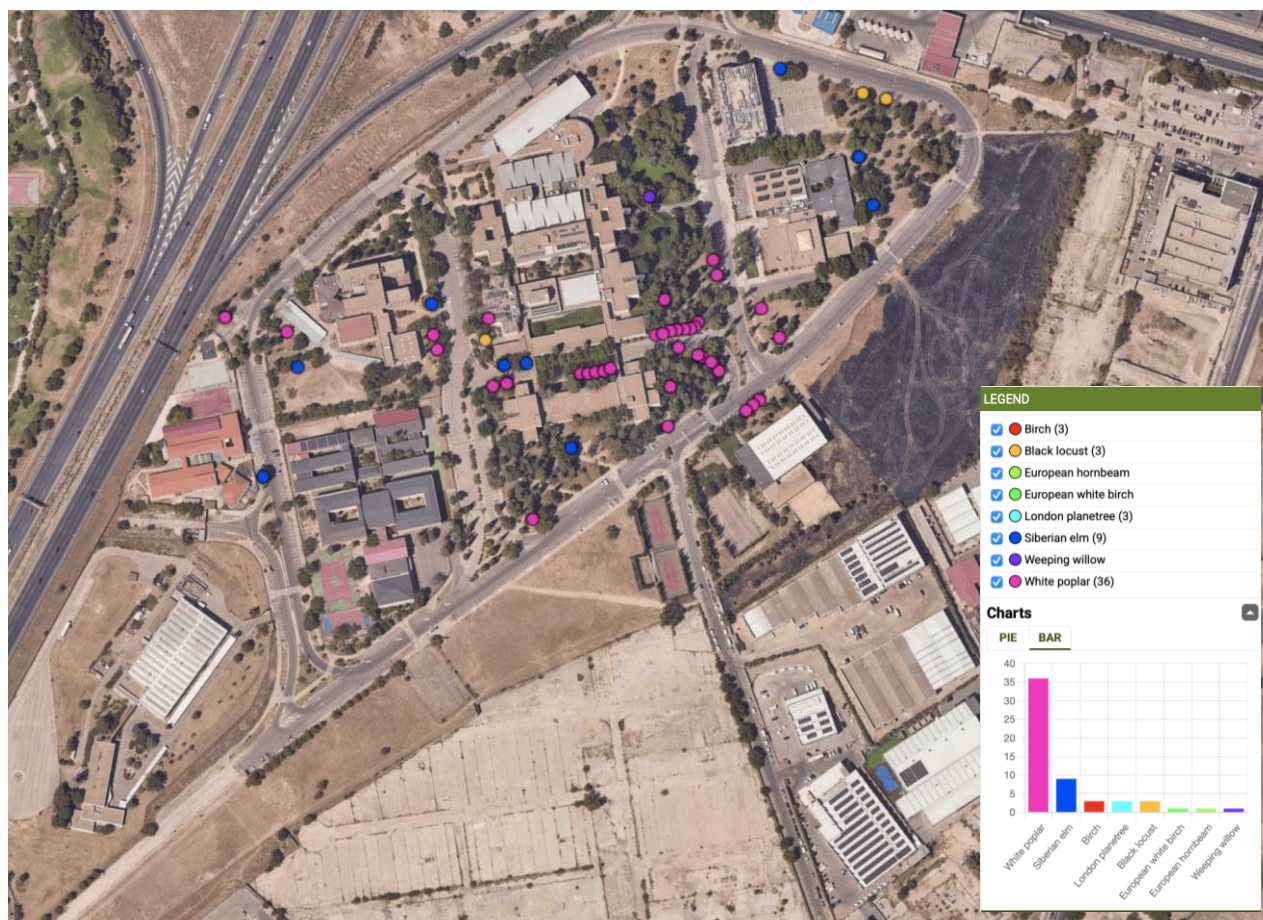 LEGEND
Birch (3)
Black locust (3)
European hornbeam
European white birch
London planetree (3)
Siberian elm (9)
Weeping willow
White poplar (36)
Charts
PIE BAR
40
35
30
25
20
15
10
5
0
White poplar
Siberian elm
Birch
London planetree
Black locust
European white birch
European hornbeam
Weeping willow